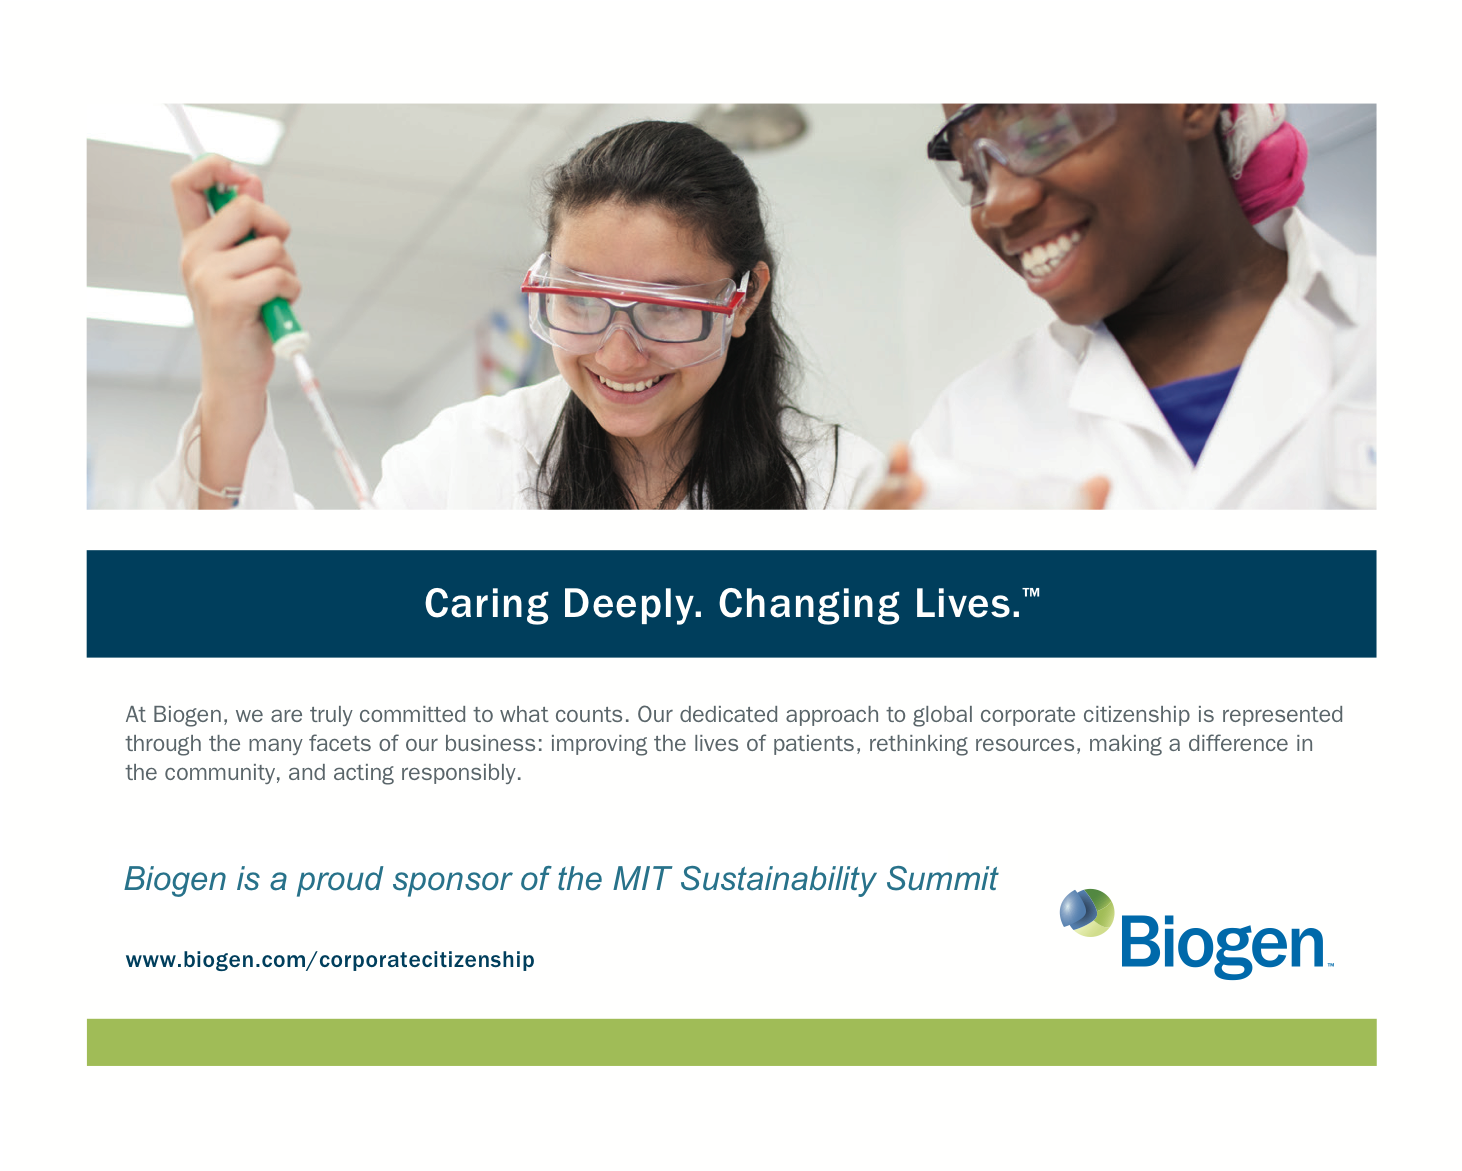 Caring Deeply. Changing Lives.™
At Biogen, we are truly committed to what counts. Our dedicated approach to global corporate citizenship is represented
through the many facets of our business: improving the lives of patients, rethinking resources, making a difference in
the community, and acting responsibly.
Biogen is a proud sponsor of the MIT Sustainability Summit
www.biogen.com/corporatecitizenship
Biogen™